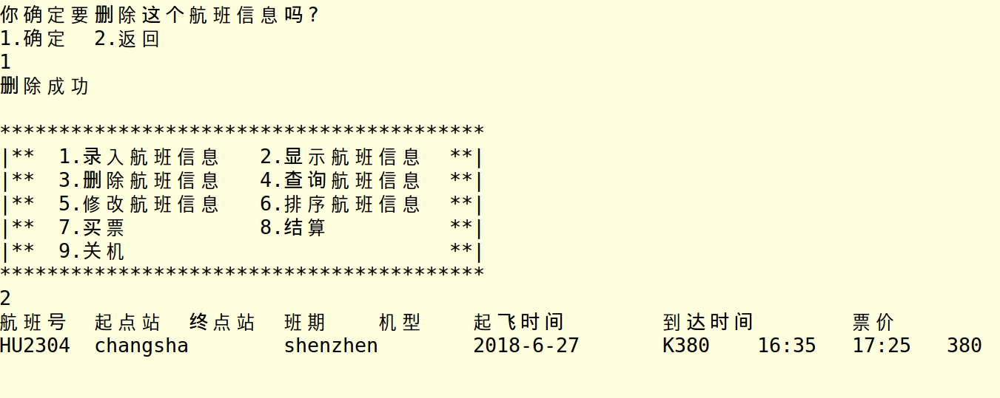 你确定要删除这个航班信息吗?
1.确定  2.返回
1
删除成功
*****************************************
|**  1.录入航班信息   2.显示航班信息  **|
|**  3.删除航班信息   4.查询航班信息  **|
|**  5.修改航班信息   6.排序航班信息  **|
|**  7.买票           8.结算          **|
|**  9.关机                           **|
*****************************************
2
航班号  起点站  终点站  班期    机型    起飞时间        到达时间        票价
HU2304  changsha        shenzhen        2018-6-27       K380    16:35   17:25   380